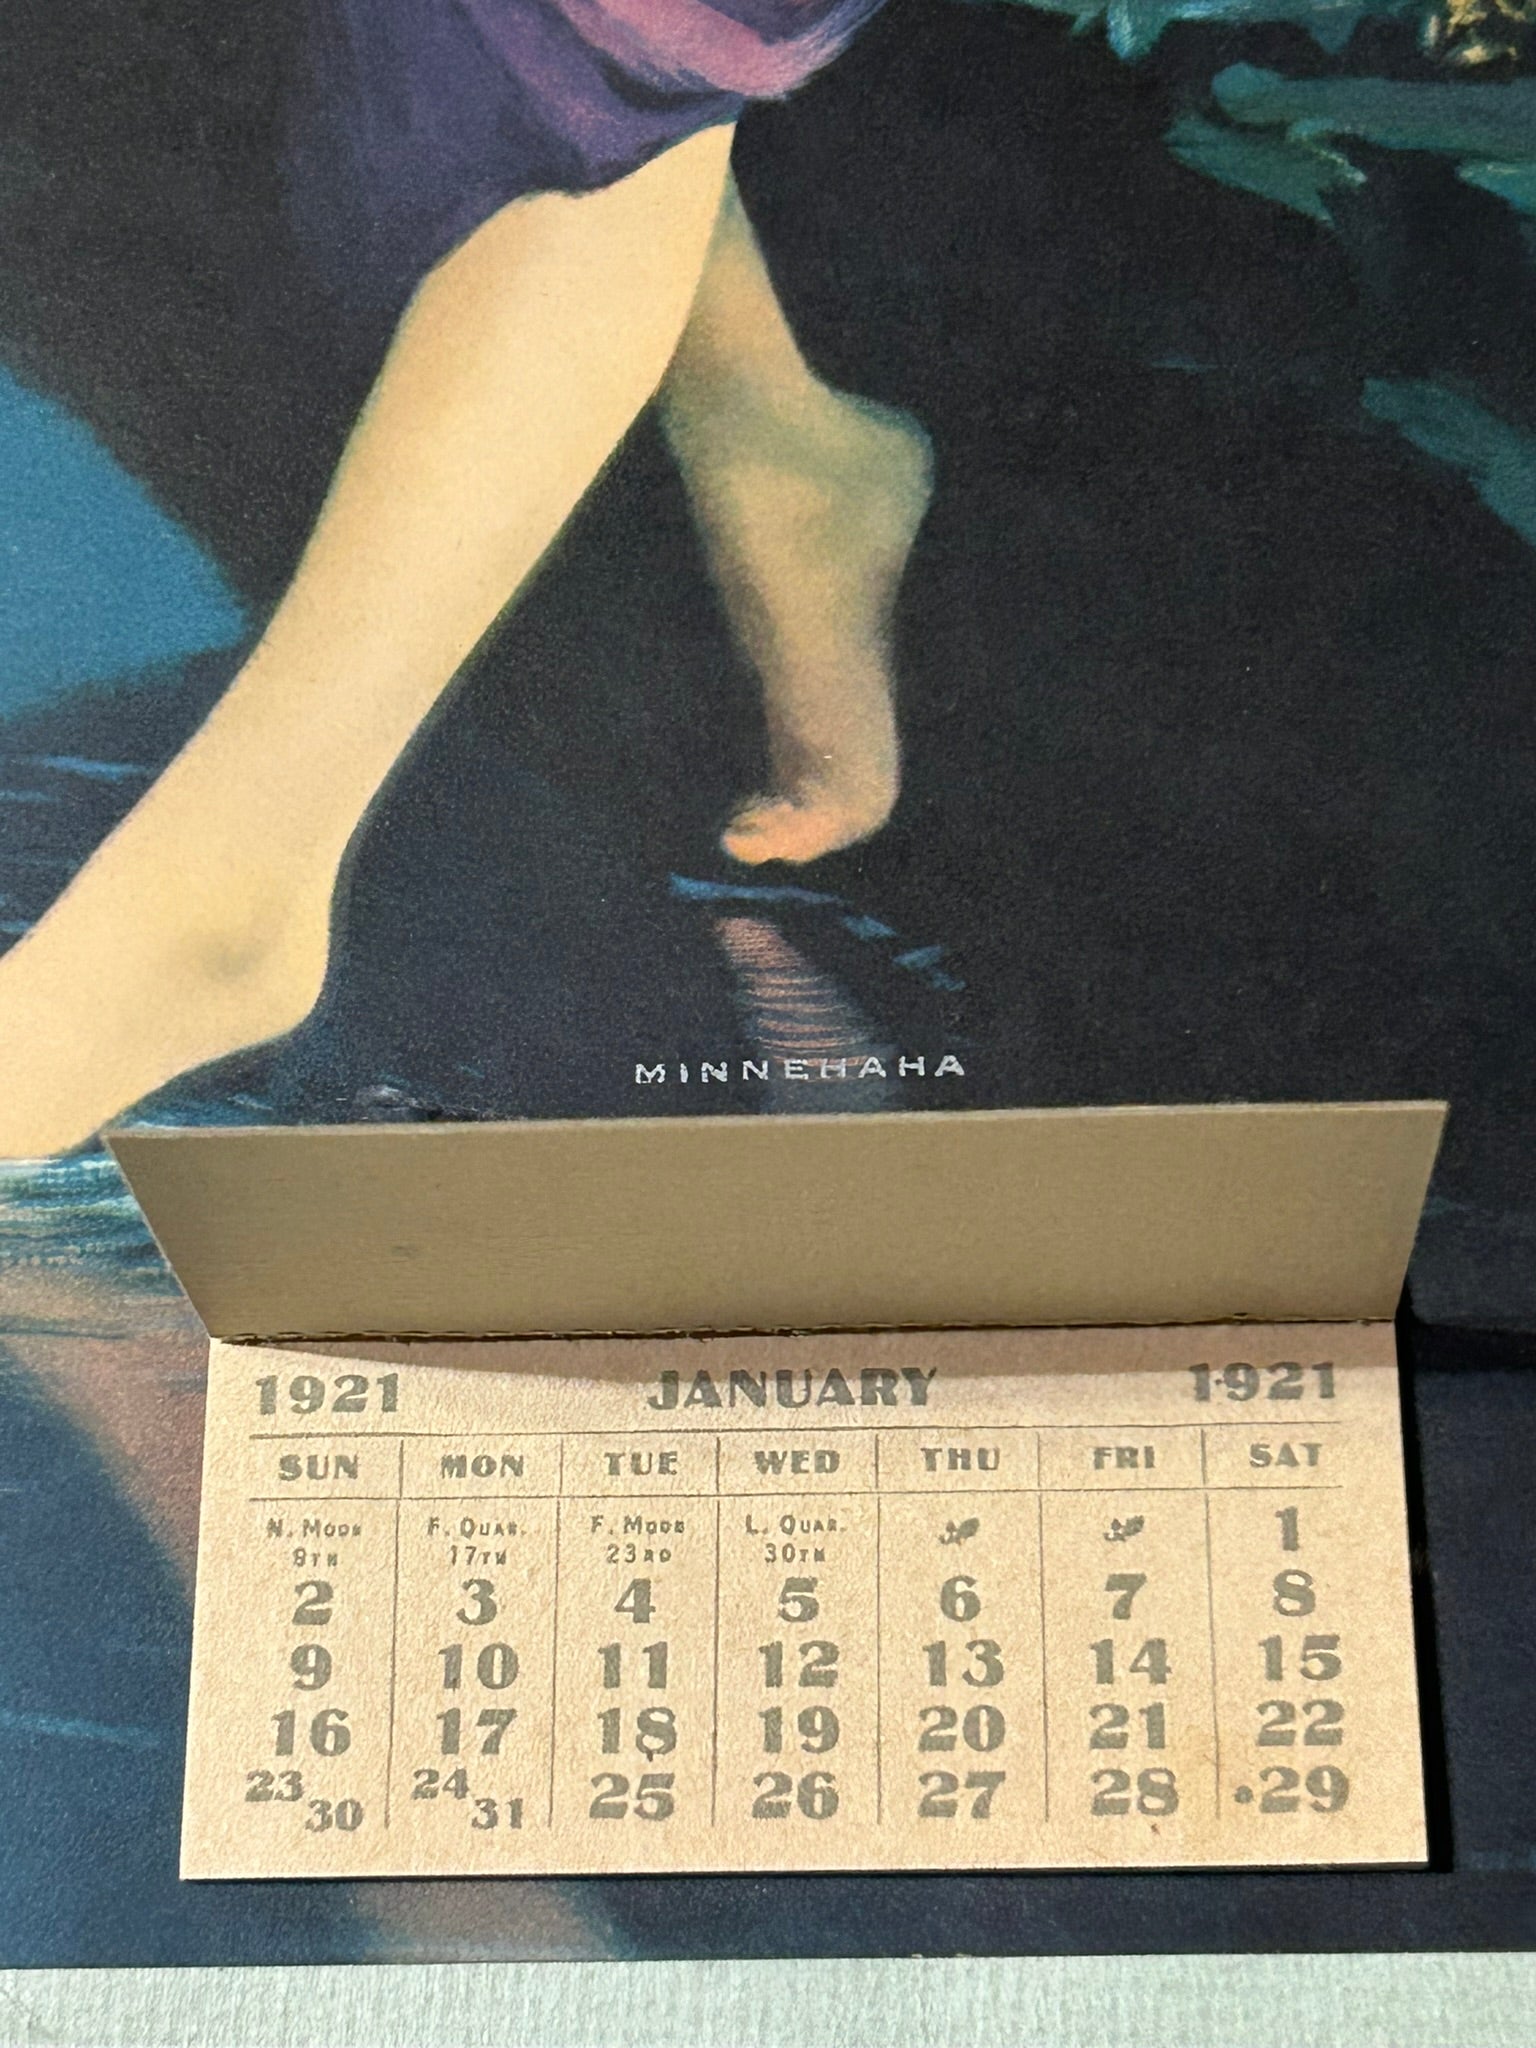 MINNEHAHA
1921 JANUARY 1921
SUN MON TUE WED THU FRI SAT
N. MOON F. QUAR. F. MOON L. QUAR. 1
8TH 17TH 23RD 30TH
2 3 4 5 6 7 8
9 10 11 12 13 14 15
16 17 18 19 20 21 22
23 24 25 26 27 28 29
30 31